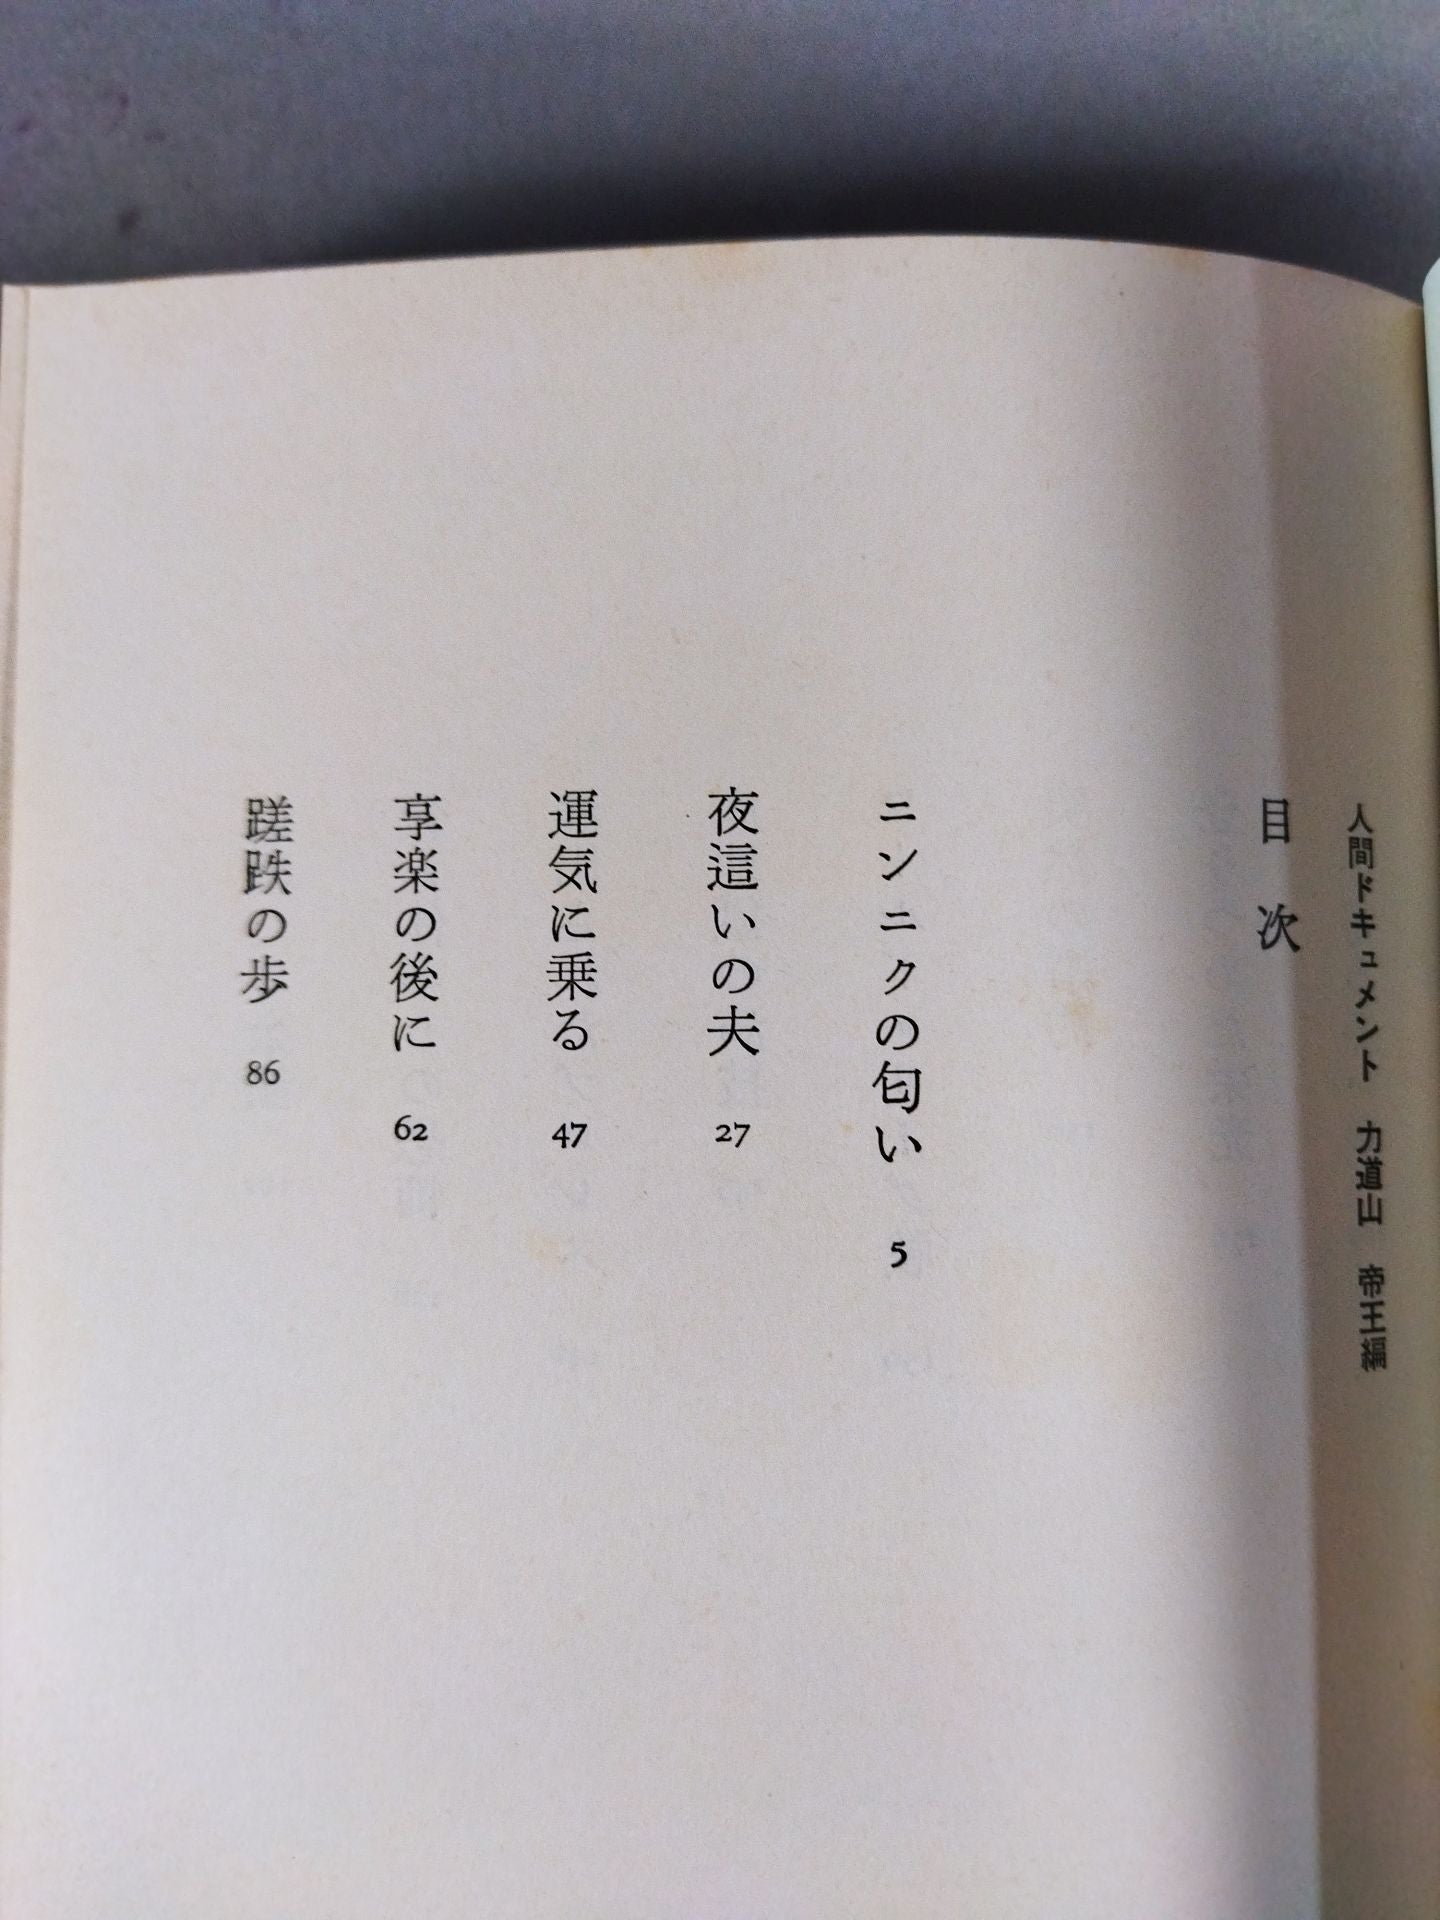 人間ドキュメント　力道山　帝王編
目次
ニンニクの匂い　5
夜這いの夫　27
運気に乗る　47
享楽の後に　62
蹉跌の歩　86